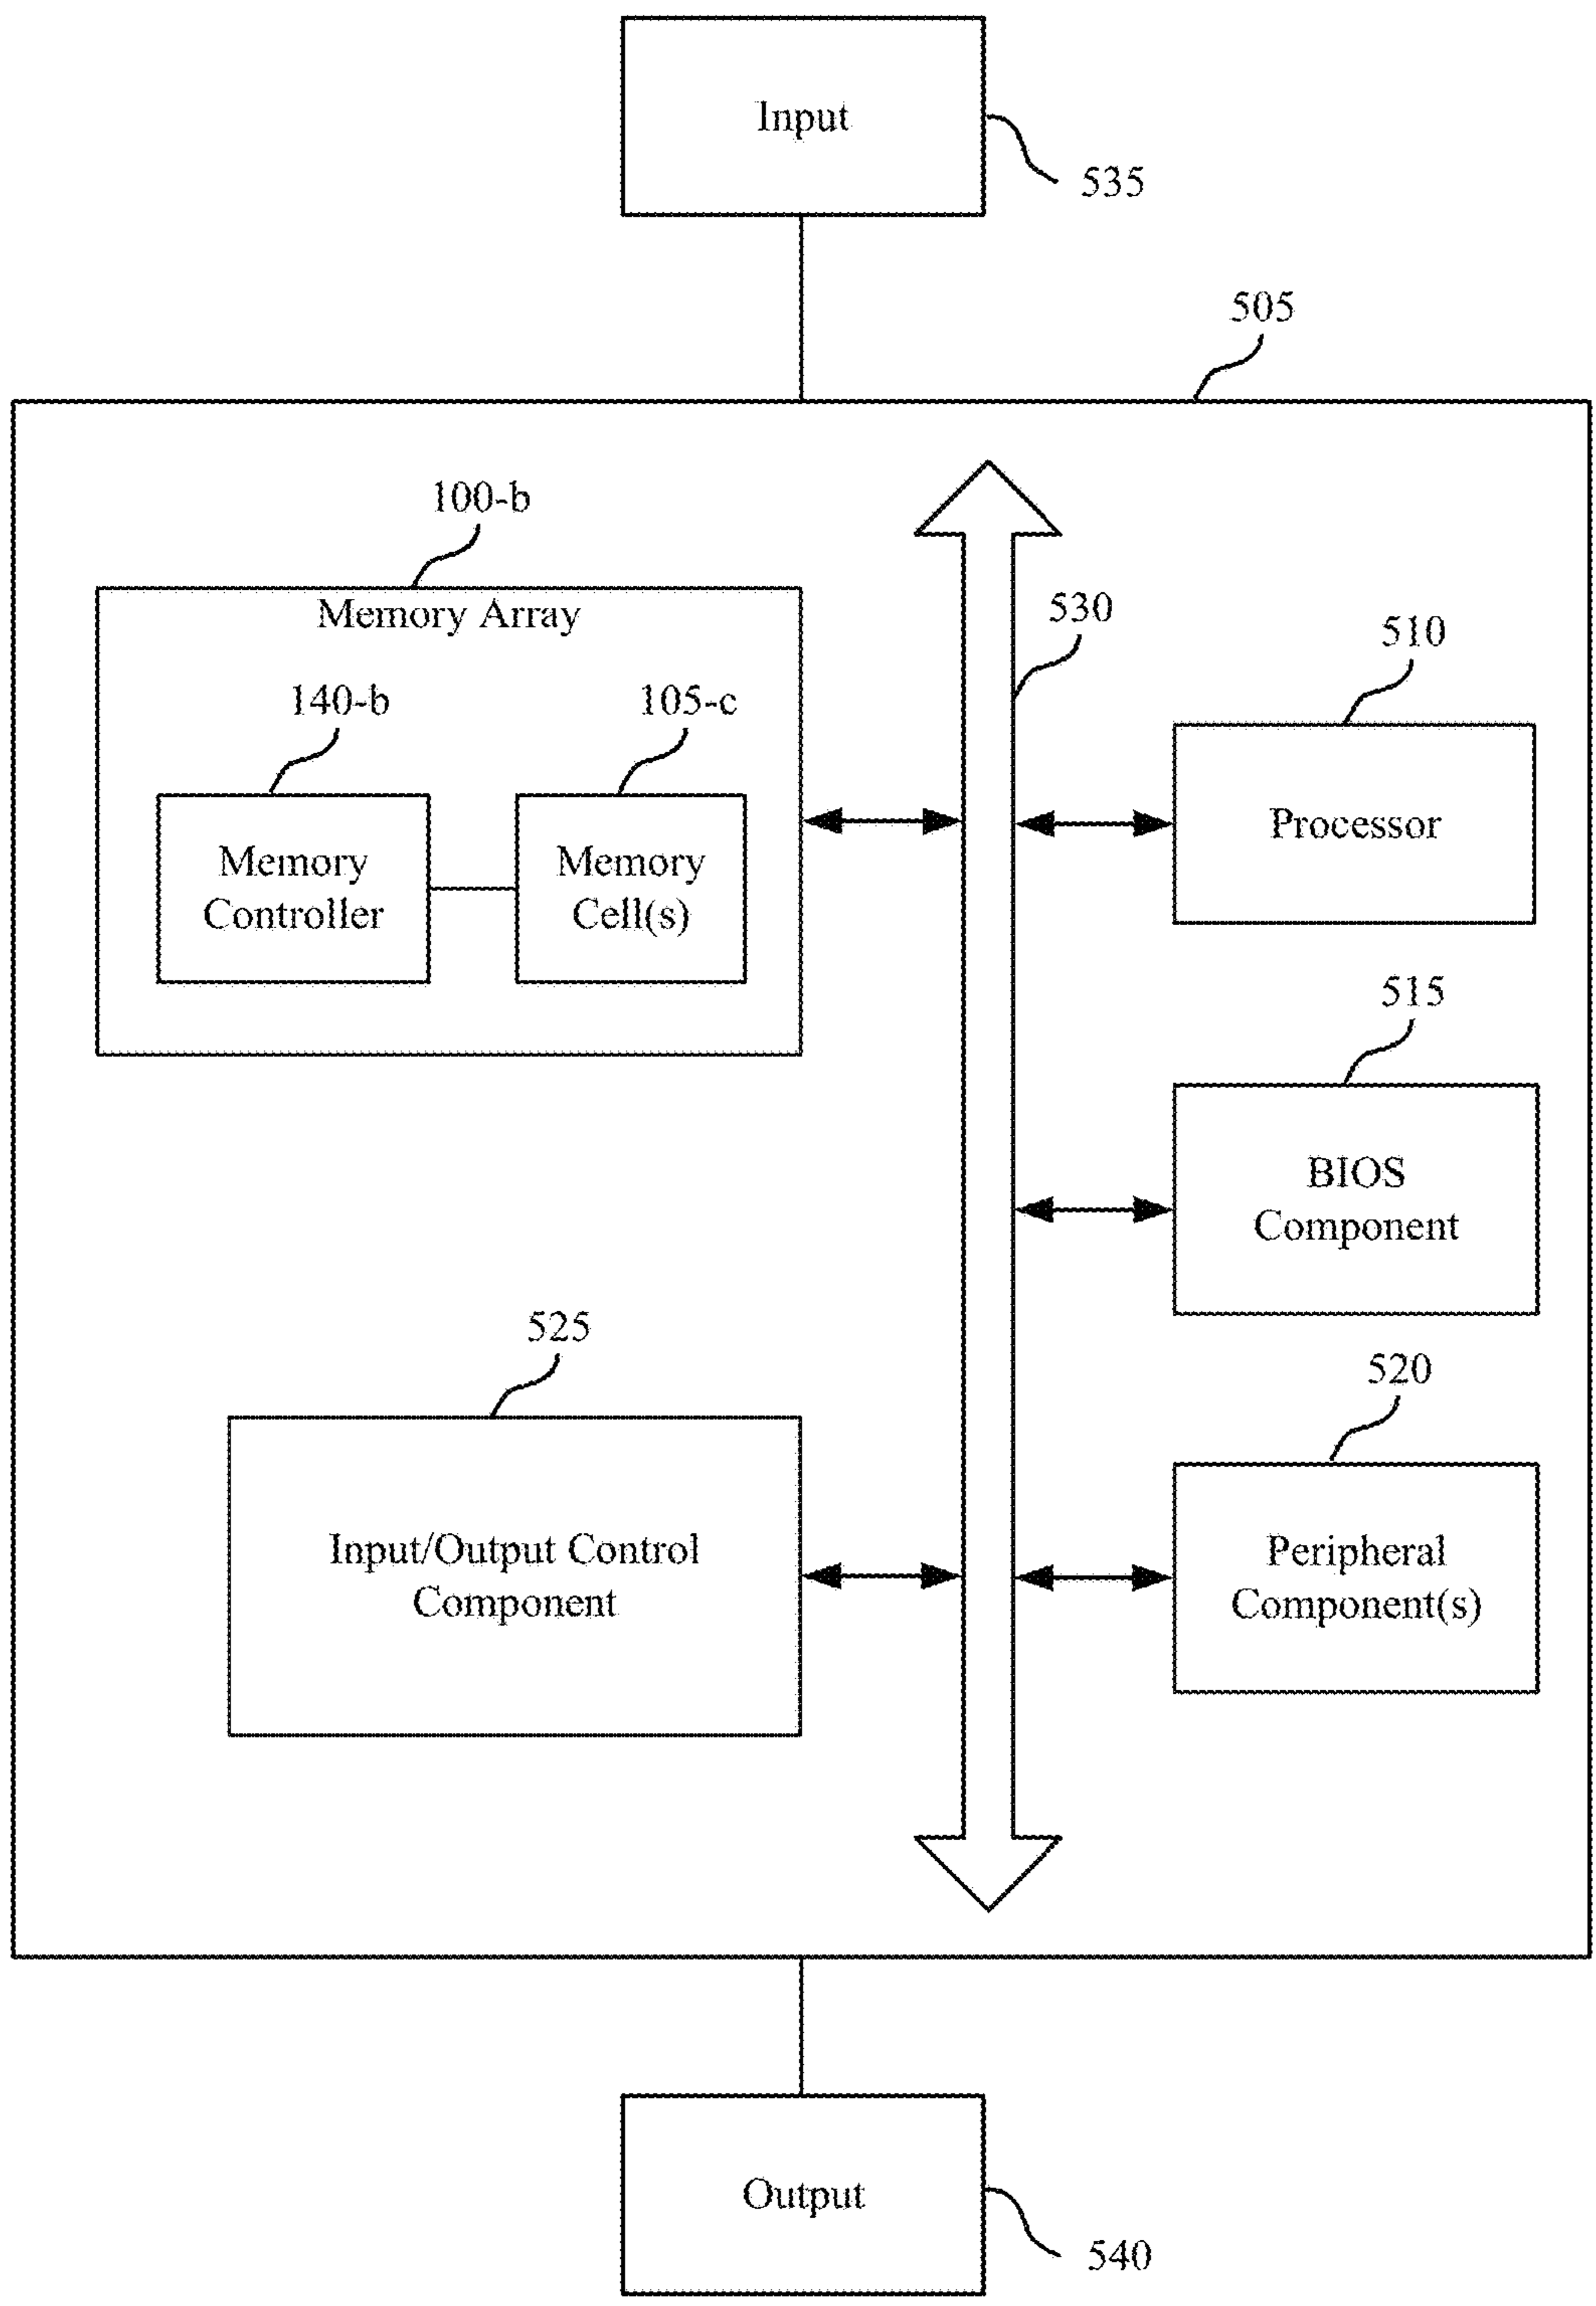 Input
535
505
100-b
Memory Array
530
510
140-b
105-c
Memory
Controller
Memory
Cell(s)
Processor
515
BIOS
Component
525
520
Input/Output Control
Component
Peripheral
Component(s)
Output
540